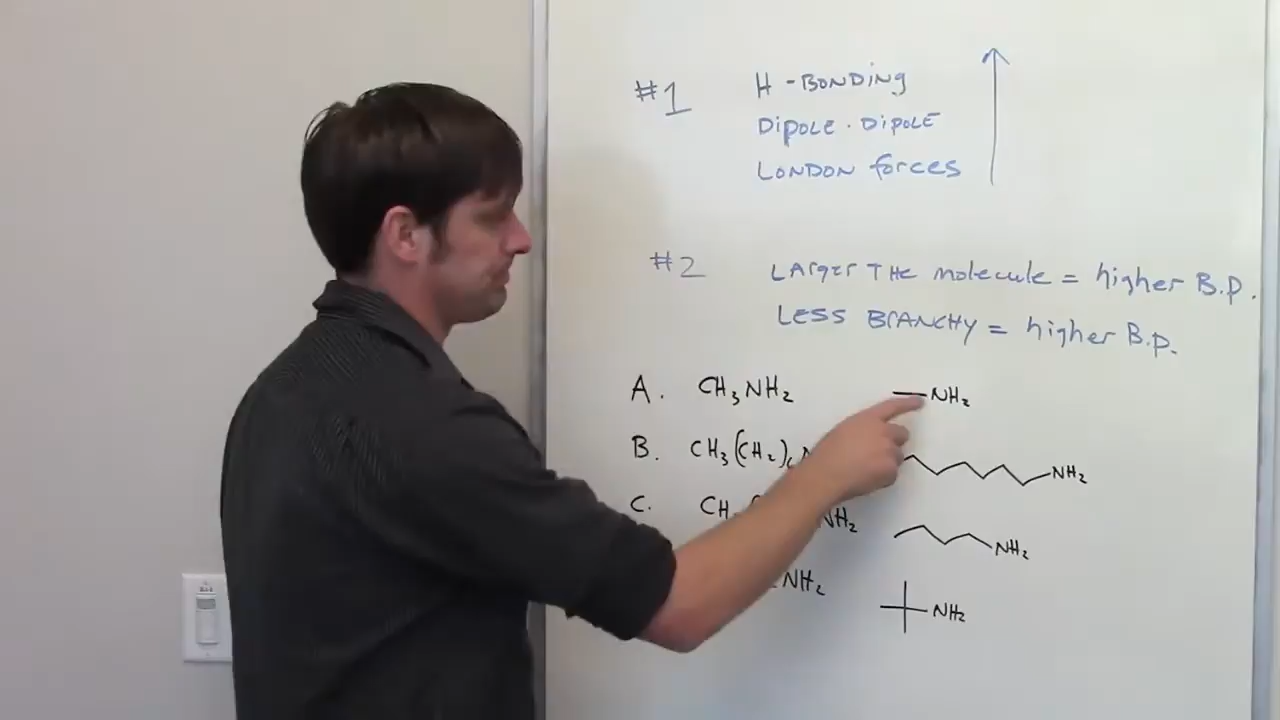 #1
H-BONDING
DIPOLE·DIPOLE
LONDON forces
#2
LArger THE molecule = higher B.P.
LESS BRANCHY = higher B.P.
A. CH₃NH₂ NH₂
B. CH₃(CH₂)₆ NH₂
C. CH NH₂ NH₂
NH₂ NH₂